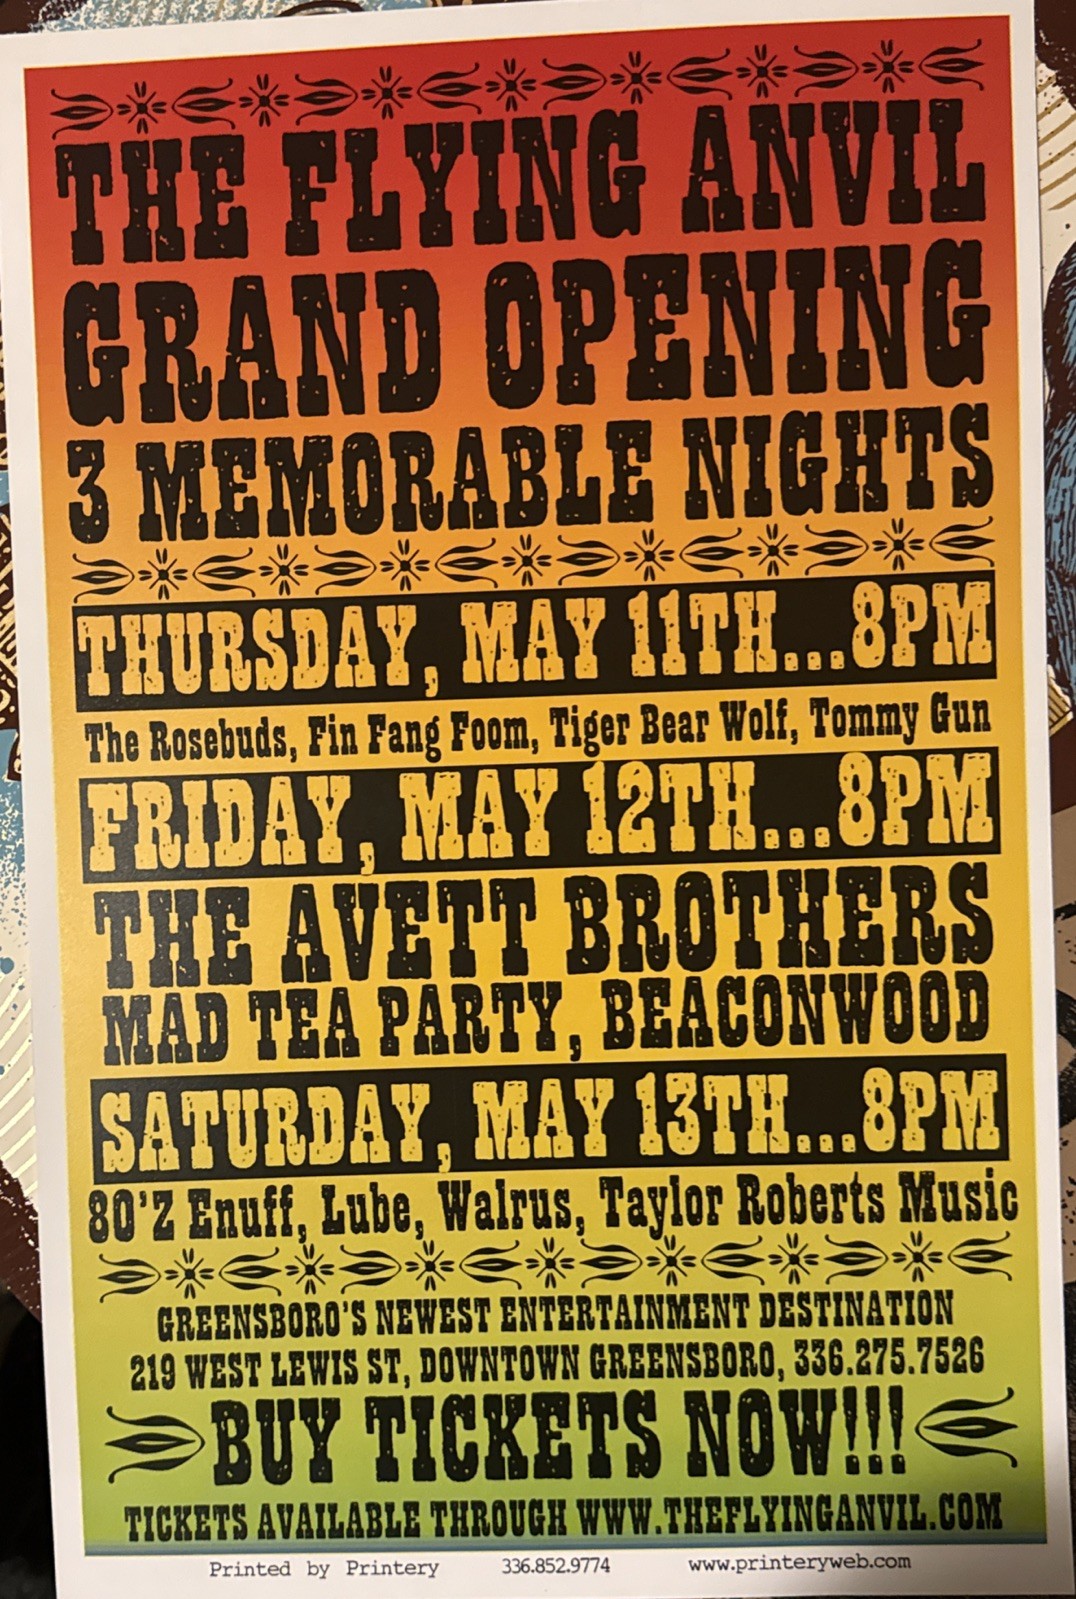 THE FLYING ANVIL
GRAND OPENING
3 MEMORABLE NIGHTS
THURSDAY, MAY 11TH...8PM
The Rosebuds, Fin Fang Foom, Tiger Bear Wolf, Tommy Gun
FRIDAY, MAY 12TH...8PM
THE AVETT BROTHERS
MAD TEA PARTY, BEACONWOOD
SATURDAY, MAY 13TH...8PM
80'Z Enuff, Lube, Walrus, Taylor Roberts Music
GREENSBORO'S NEWEST ENTERTAINMENT DESTINATION
219 WEST LEWIS ST, DOWNTOWN GREENSBORO, 336.275.7526
BUY TICKETS NOW!!!
TICKETS AVAILABLE THROUGH WWW.THEFLYINGANVIL.COM
Printed by Printery 336.852.9774 www.printeryweb.com